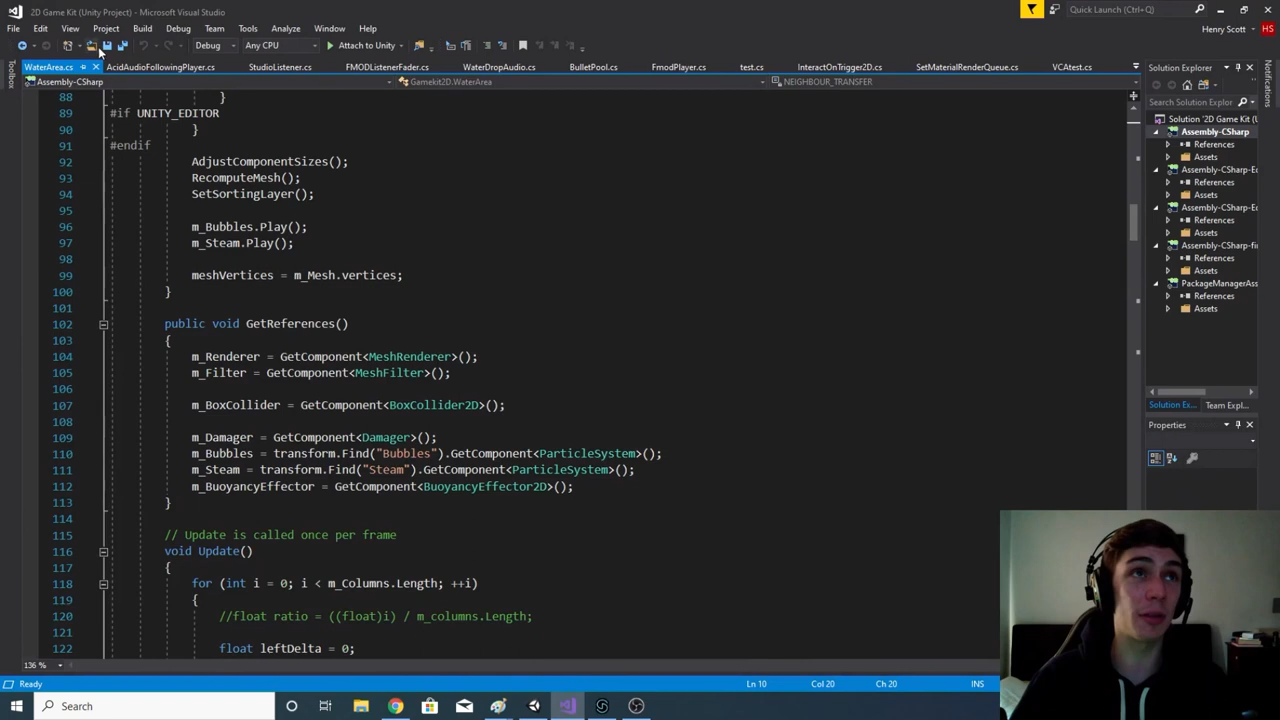 2D Game Kit (Unity Project) - Microsoft Visual Studio
Quick Launch (Ctrl+Q)
File Edit View Project Build Debug Team Tools Analyze Window Help
Henry Scott HS
Debug Any CPU Attach to Unity
WaterArea.cs AcidAudioFollowingPlayer.cs StudioListener.cs FMODListenerFader.cs WaterDropAudio.cs BulletPool.cs FmodPlayer.cs test.cs InteractOnTrigger2D.cs SetMaterialRenderQueue.cs VCAtest.cs
Toolbox
Assembly-CSharp Gamekit2D.WaterArea NEIGHBOUR_TRANSFER
88 }
89 #if UNITY_EDITOR
90 }
91 #endif
92 AdjustComponentSizes();
93 RecomputeMesh();
94 SetSortingLayer();
95
96 m_Bubbles.Play();
97 m_Steam.Play();
98
99 meshVertices = m_Mesh.vertices;
100 }
101
102 public void GetReferences()
103 {
104 m_Renderer = GetComponent<MeshRenderer>();
105 m_Filter = GetComponent<MeshFilter>();
106
107 m_BoxCollider = GetComponent<BoxCollider2D>();
108
109 m_Damager = GetComponent<Damager>();
110 m_Bubbles = transform.Find("Bubbles").GetComponent<ParticleSystem>();
111 m_Steam = transform.Find("Steam").GetComponent<ParticleSystem>();
112 m_BuoyancyEffector = GetComponent<BuoyancyEffector2D>();
113 }
114
115 // Update is called once per frame
116 void Update()
117 {
118 for (int i = 0; i < m_Columns.Length; ++i)
119 {
120 //float ratio = ((float)i) / m_columns.Length;
121
122 float leftDelta = 0;
136 %
Solution Explorer
Search Solution Explor
Solution '2D Game Kit (U
Assembly-CSharp
References
Assets
Assembly-CSharp-Ec
References
Assets
Assembly-CSharp-Ec
References
Assets
Assembly-CSharp-fir
References
Assets
PackageManagerAss
References
Assets
Solution Ex... Team Expl...
Properties
Notifications
Ready Ln 10 Col 20 Ch 20 INS
Search